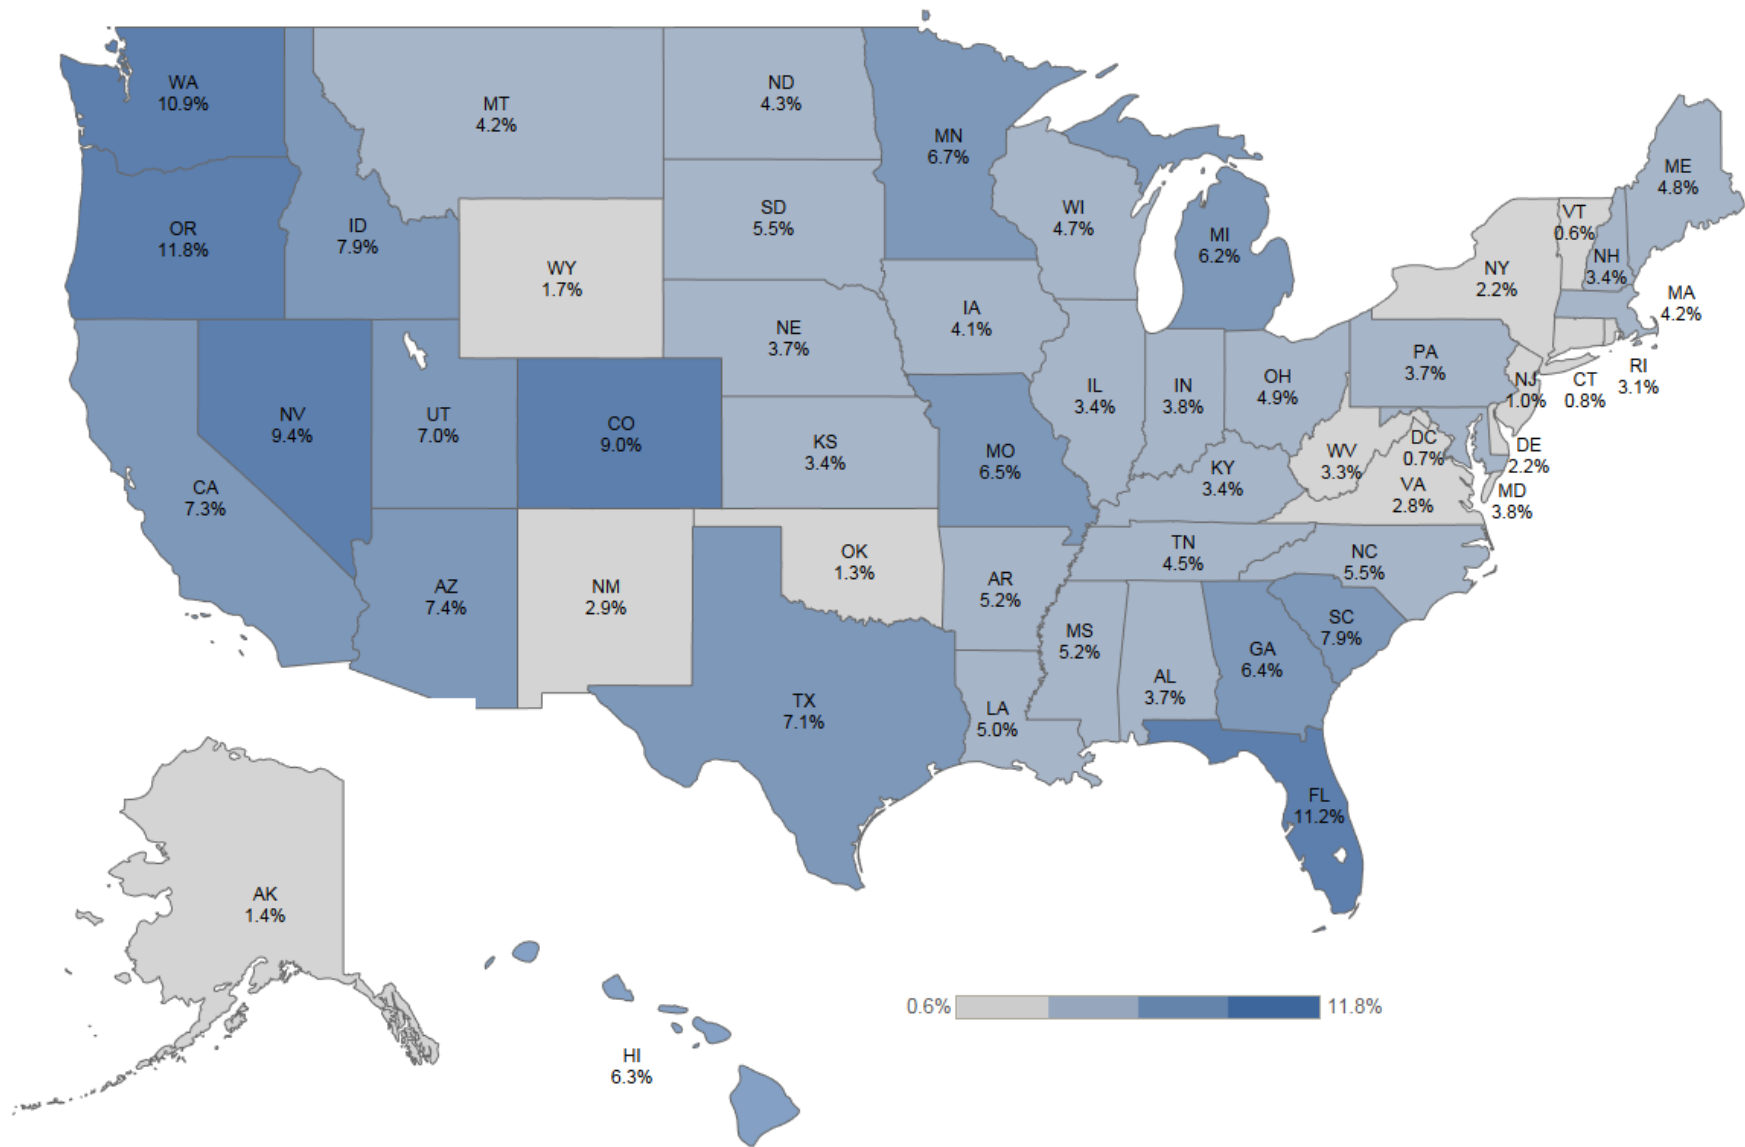 WA
10.9%
MT
4.2%
ND
4.3%
MN
6.7%
ME
4.8%
OR
11.8%
ID
7.9%
WY
1.7%
SD
5.5%
WI
4.7%
MI
6.2%
VT
0.6%
NH
3.4%
NY
2.2%
MA
4.2%
NE
3.7%
IA
4.1%
PA
3.7%
RI
3.1%
CT
0.8%
NJ
1.0%
IL
3.4%
IN
3.8%
OH
4.9%
NV
9.4%
UT
7.0%
CO
9.0%
KS
3.4%
MO
6.5%
KY
3.4%
WV
3.3%
DC
0.7%
DE
2.2%
VA
2.8%
MD
3.8%
CA
7.3%
AZ
7.4%
NM
2.9%
OK
1.3%
AR
5.2%
TN
4.5%
NC
5.5%
SC
7.9%
MS
5.2%
AL
3.7%
GA
6.4%
TX
7.1%
LA
5.0%
FL
11.2%
AK
1.4%
HI
6.3%
0.6%
11.8%